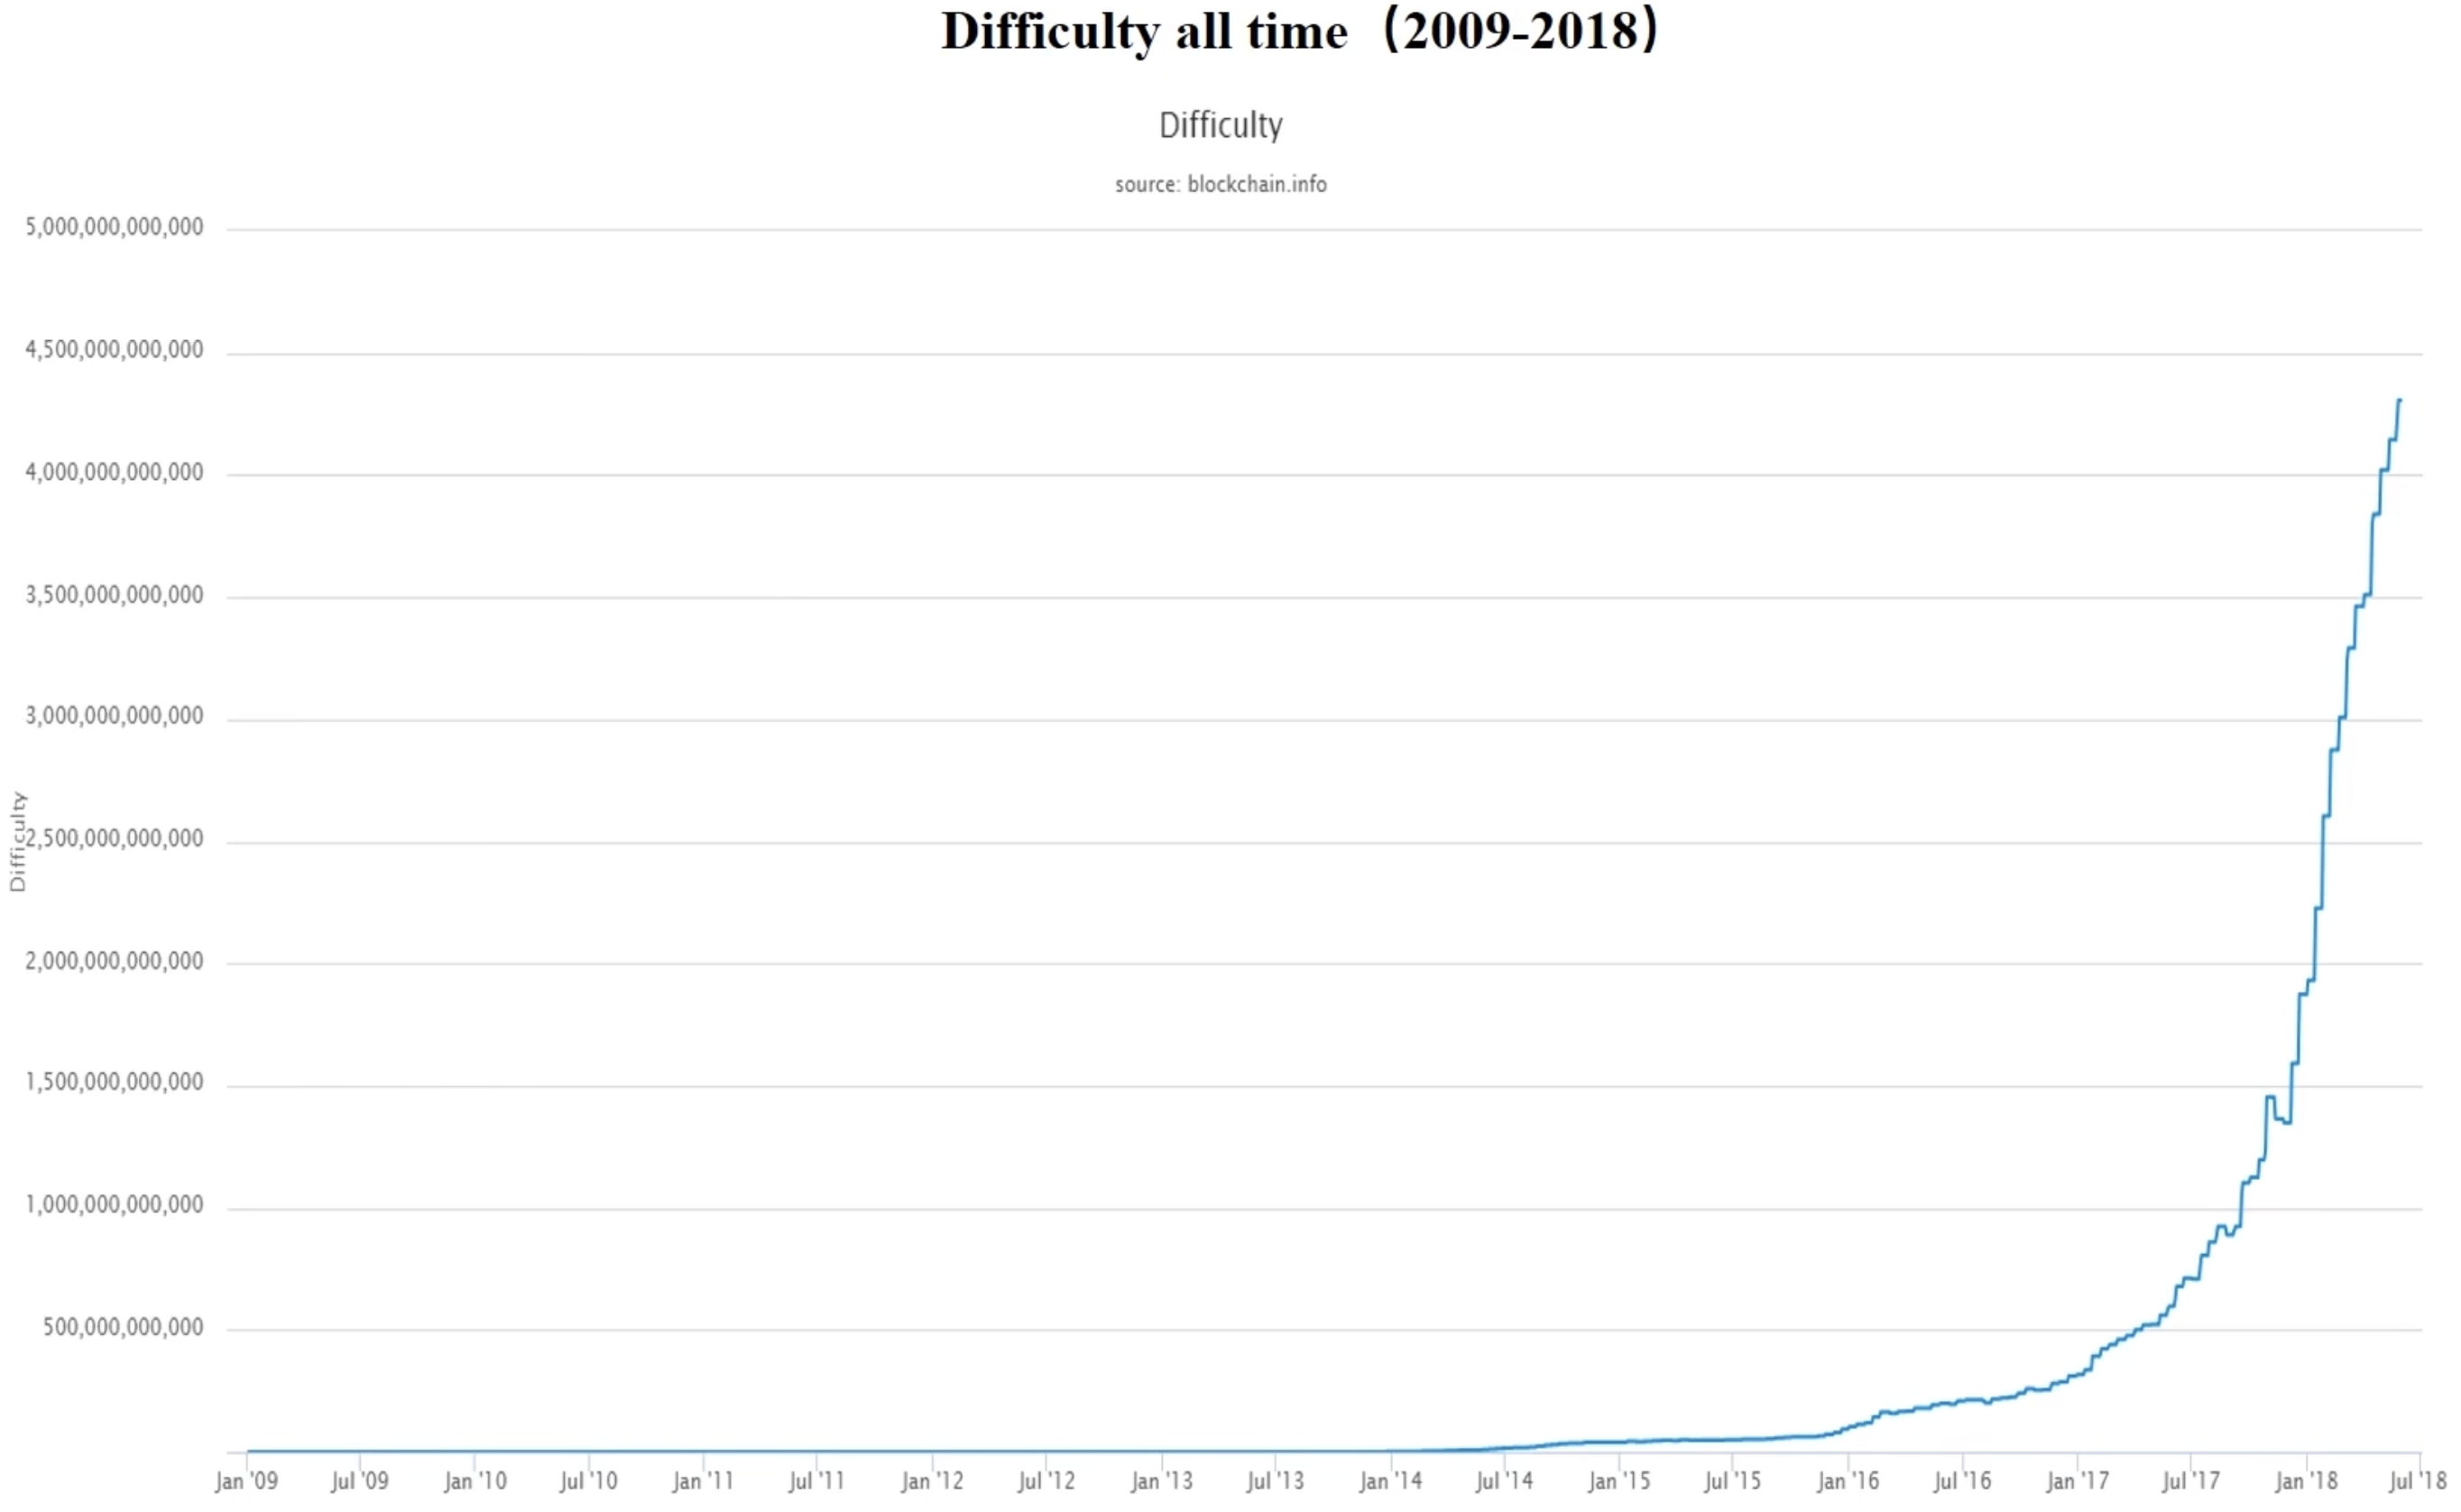 Difficulty all time（2009-2018）
Difficulty
source: blockchain.info
5,000,000,000,000
4,500,000,000,000
4,000,000,000,000
3,500,000,000,000
3,000,000,000,000
2,500,000,000,000
2,000,000,000,000
1,500,000,000,000
1,000,000,000,000
500,000,000,000
Difficulty
Jan '09 Jul '09 Jan '10 Jul '10 Jan '11 Jul '11 Jan '12 Jul '12 Jan '13 Jul '13 Jan '14 Jul '14 Jan '15 Jul '15 Jan '16 Jul '16 Jan '17 Jul '17 Jan '18 Jul '18